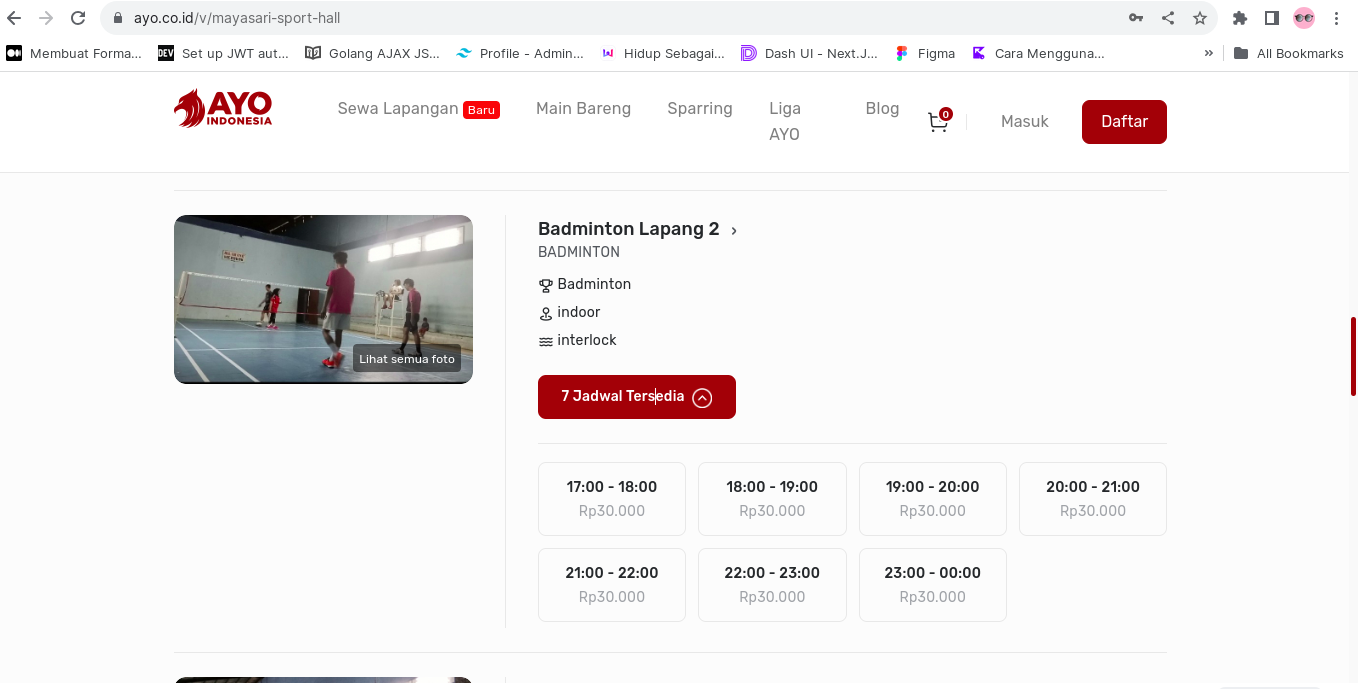 ayo.co.id/v/mayasari-sport-hall
Membuat Forma...
DEV Set up JWT aut...
Golang AJAX JS...
Profile - Admin...
Hidup Sebagai...
Dash UI - Next.J...
Figma
Cara Mengguna...
»
All Bookmarks
AYO
INDONESIA
Sewa Lapangan Baru
Main Bareng
Sparring
Liga
AYO
Blog
0
Masuk
Daftar
Badminton Lapang 2 ›
BADMINTON
Badminton
indoor
interlock
Lihat semua foto
7 Jadwal Tersedia
17:00 - 18:00
Rp30.000
18:00 - 19:00
Rp30.000
19:00 - 20:00
Rp30.000
20:00 - 21:00
Rp30.000
21:00 - 22:00
Rp30.000
22:00 - 23:00
Rp30.000
23:00 - 00:00
Rp30.000